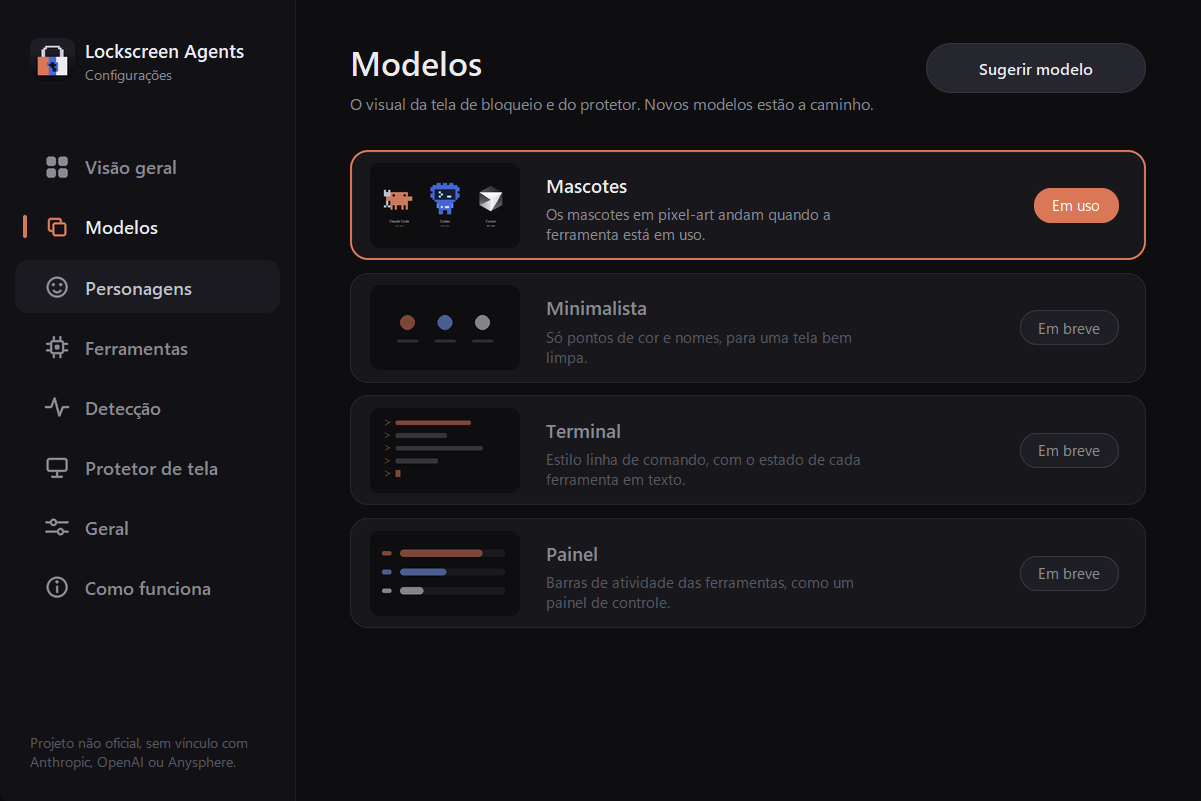 Lockscreen Agents
Configurações
Visão geral
Modelos
Personagens
Ferramentas
Detecção
Protetor de tela
Geral
Como funciona
Projeto não oficial, sem vínculo com
Anthropic, OpenAI ou Anysphere.
Modelos
O visual da tela de bloqueio e do protetor. Novos modelos estão a caminho.
Sugerir modelo
Claude Code
Codex
Cursor
Mascotes
Os mascotes em pixel-art andam quando a
ferramenta está em uso.
Em uso
Minimalista
Só pontos de cor e nomes, para uma tela bem
limpa.
Em breve
Terminal
Estilo linha de comando, com o estado de cada
ferramenta em texto.
Em breve
Painel
Barras de atividade das ferramentas, como um
painel de controle.
Em breve